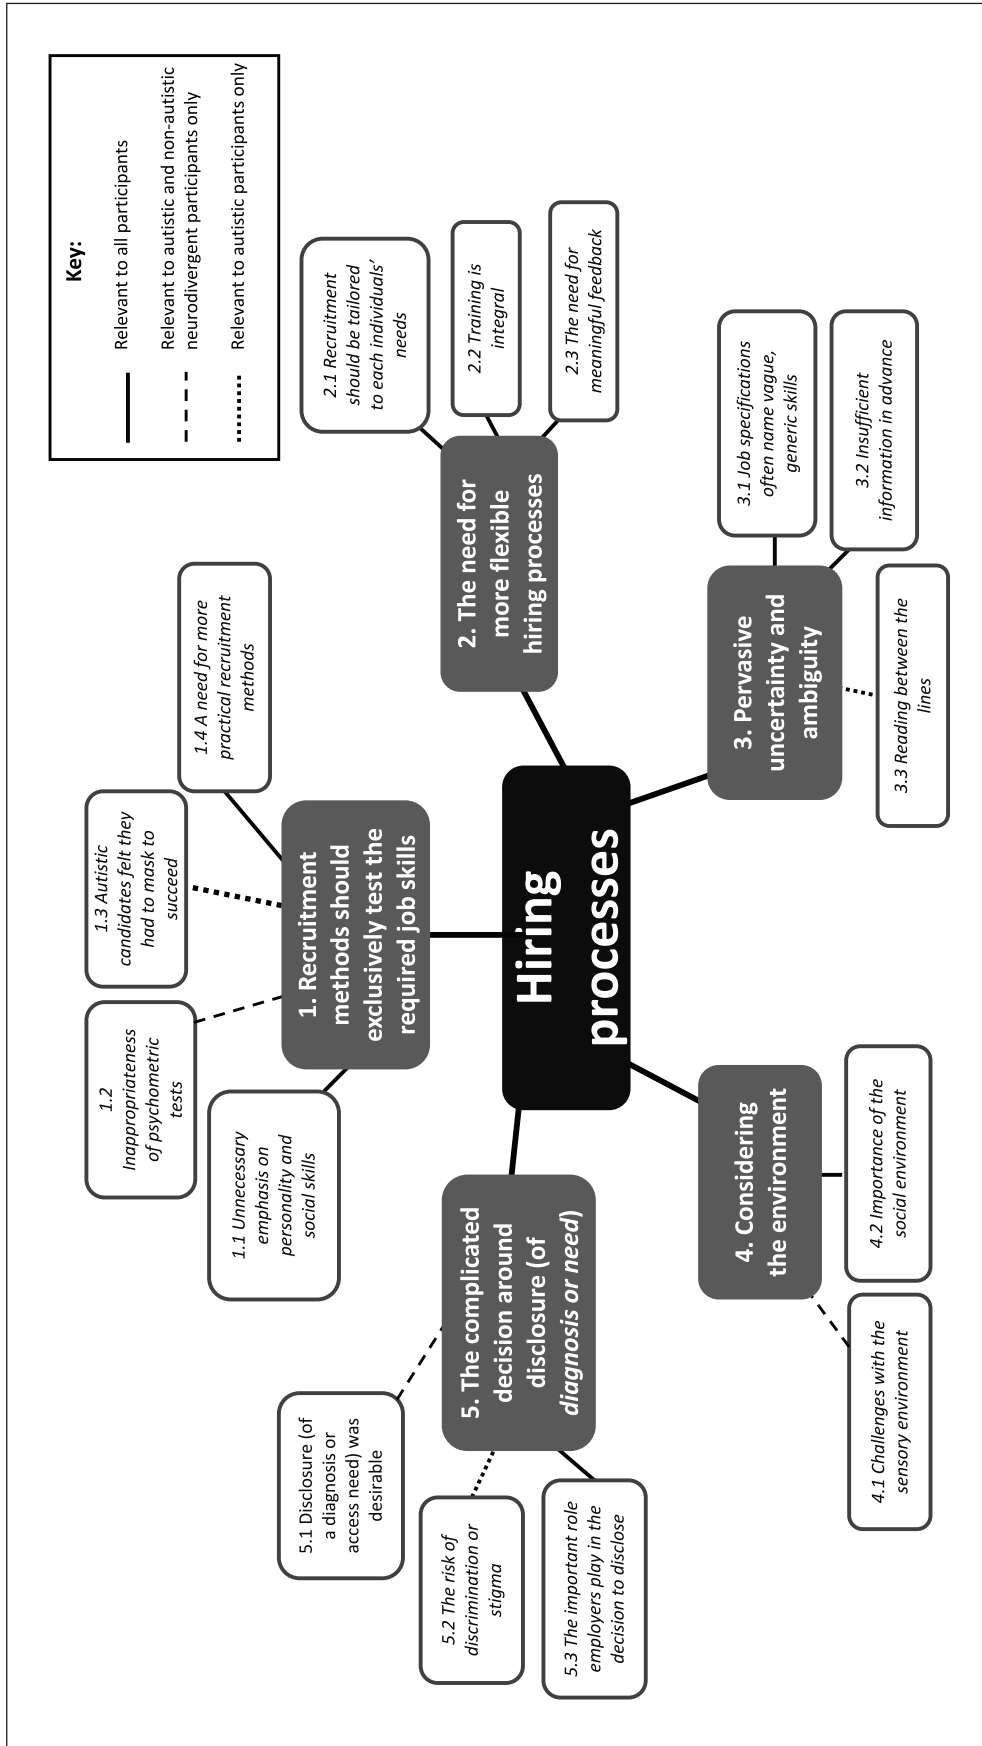 Key:
Relevant to all participants
Relevant to autistic and non-autistic
neurodivergent participants only
Relevant to autistic participants only
Hiring
processes
1. Recruitment
methods should
exclusively test the
required job skills
1.1 Unnecessary
emphasis on
personality and
social skills
1.2
Inappropriateness
of psychometric
tests
1.3 Autistic
candidates felt they
had to mask to
succeed
1.4 A need for more
practical recruitment
methods
2. The need for
more flexible
hiring processes
2.1 Recruitment
should be tailored
to each individuals’
needs
2.2 Training is
integral
2.3 The need for
meaningful feedback
3. Pervasive
uncertainty and
ambiguity
3.1 Job specifications
often name vague,
generic skills
3.2 Insufficient
information in advance
3.3 Reading between the
lines
4. Considering
the environment
4.1 Challenges with the
sensory environment
4.2 Importance of the
social environment
5. The complicated
decision around
disclosure (of
diagnosis or need)
5.1 Disclosure (of
a diagnosis or
access need) was
desirable
5.2 The risk of
discrimination or
stigma
5.3 The important role
employers play in the
decision to disclose